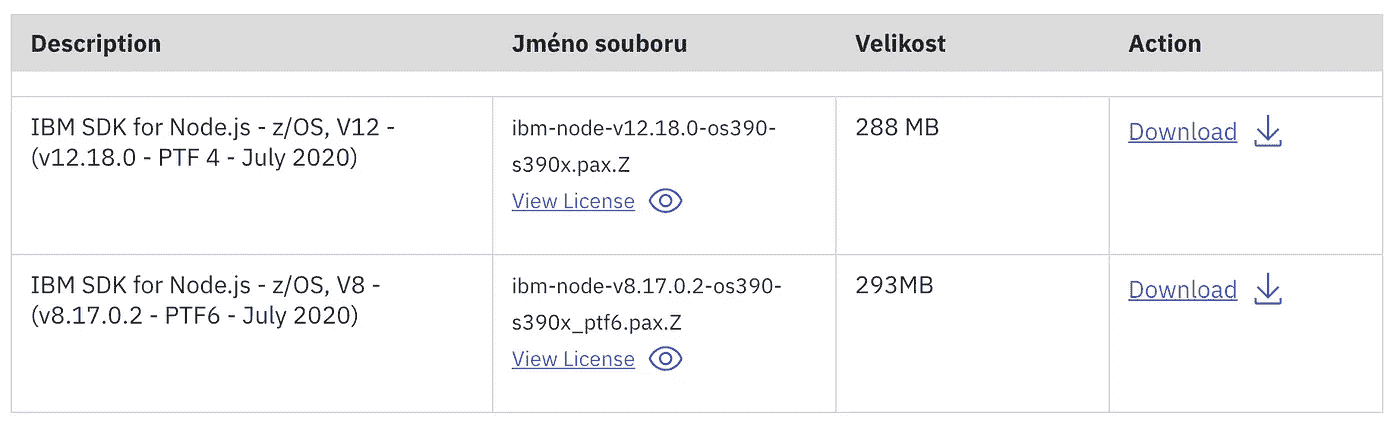 Description Jméno souboru Velikost Action
IBM SDK for Node.js - z/OS, V12 -
(v12.18.0 - PTF 4 - July 2020)
ibm-node-v12.18.0-os390-
s390x.pax.Z
View License
288 MB
Download
IBM SDK for Node.js - z/OS, V8 -
(v8.17.0.2 - PTF6 - July 2020)
ibm-node-v8.17.0.2-os390-
s390x_ptf6.pax.Z
View License
293MB
Download